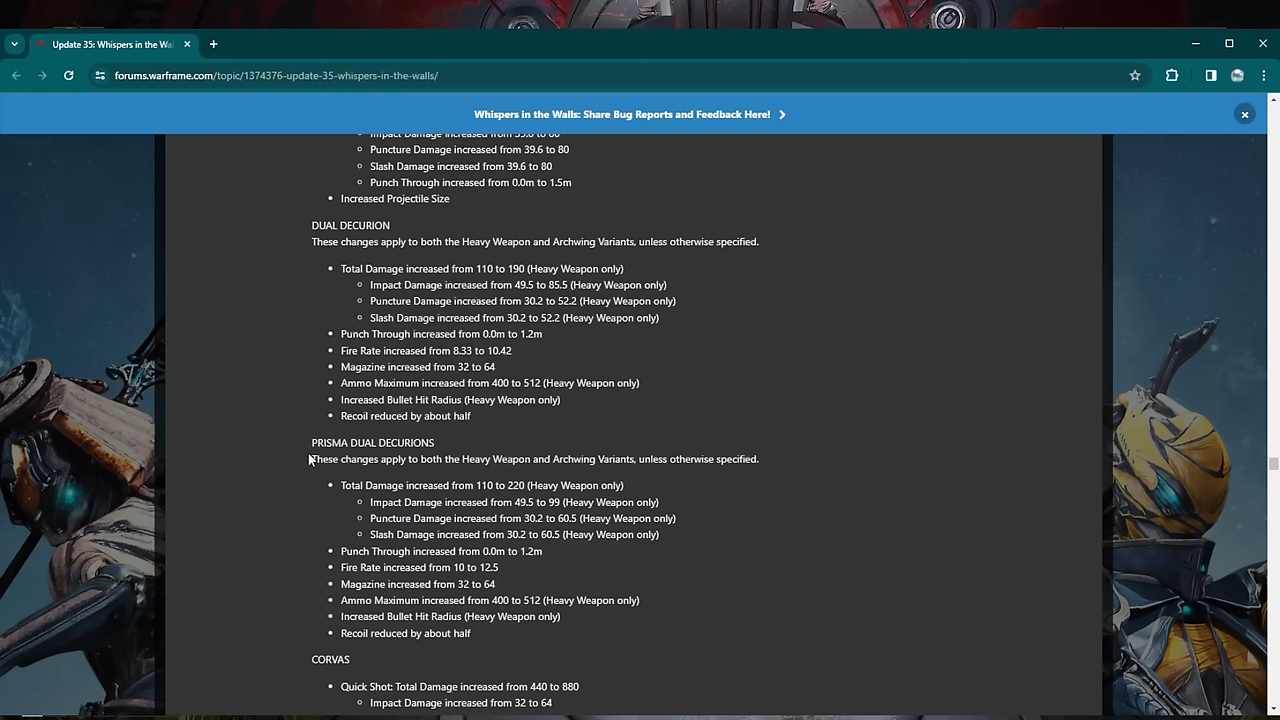 Update 35: Whispers in the Wa
forums.warframe.com/topic/1374376-update-35-whispers-in-the-walls/
Whispers in the Walls: Share Bug Reports and Feedback Here!
Impact Damage increased from 39.6 to 80
Puncture Damage increased from 39.6 to 80
Slash Damage increased from 39.6 to 80
Punch Through increased from 0.0m to 1.5m
Increased Projectile Size
DUAL DECURION
These changes apply to both the Heavy Weapon and Archwing Variants, unless otherwise specified.
Total Damage increased from 110 to 190 (Heavy Weapon only)
Impact Damage increased from 49.5 to 85.5 (Heavy Weapon only)
Puncture Damage increased from 30.2 to 52.2 (Heavy Weapon only)
Slash Damage increased from 30.2 to 52.2 (Heavy Weapon only)
Punch Through increased from 0.0m to 1.2m
Fire Rate increased from 8.33 to 10.42
Magazine increased from 32 to 64
Ammo Maximum increased from 400 to 512 (Heavy Weapon only)
Increased Bullet Hit Radius (Heavy Weapon only)
Recoil reduced by about half
PRISMA DUAL DECURIONS
These changes apply to both the Heavy Weapon and Archwing Variants, unless otherwise specified.
Total Damage increased from 110 to 220 (Heavy Weapon only)
Impact Damage increased from 49.5 to 99 (Heavy Weapon only)
Puncture Damage increased from 30.2 to 60.5 (Heavy Weapon only)
Slash Damage increased from 30.2 to 60.5 (Heavy Weapon only)
Punch Through increased from 0.0m to 1.2m
Fire Rate increased from 10 to 12.5
Magazine increased from 32 to 64
Ammo Maximum increased from 400 to 512 (Heavy Weapon only)
Increased Bullet Hit Radius (Heavy Weapon only)
Recoil reduced by about half
CORVAS
Quick Shot: Total Damage increased from 440 to 880
Impact Damage increased from 32 to 64